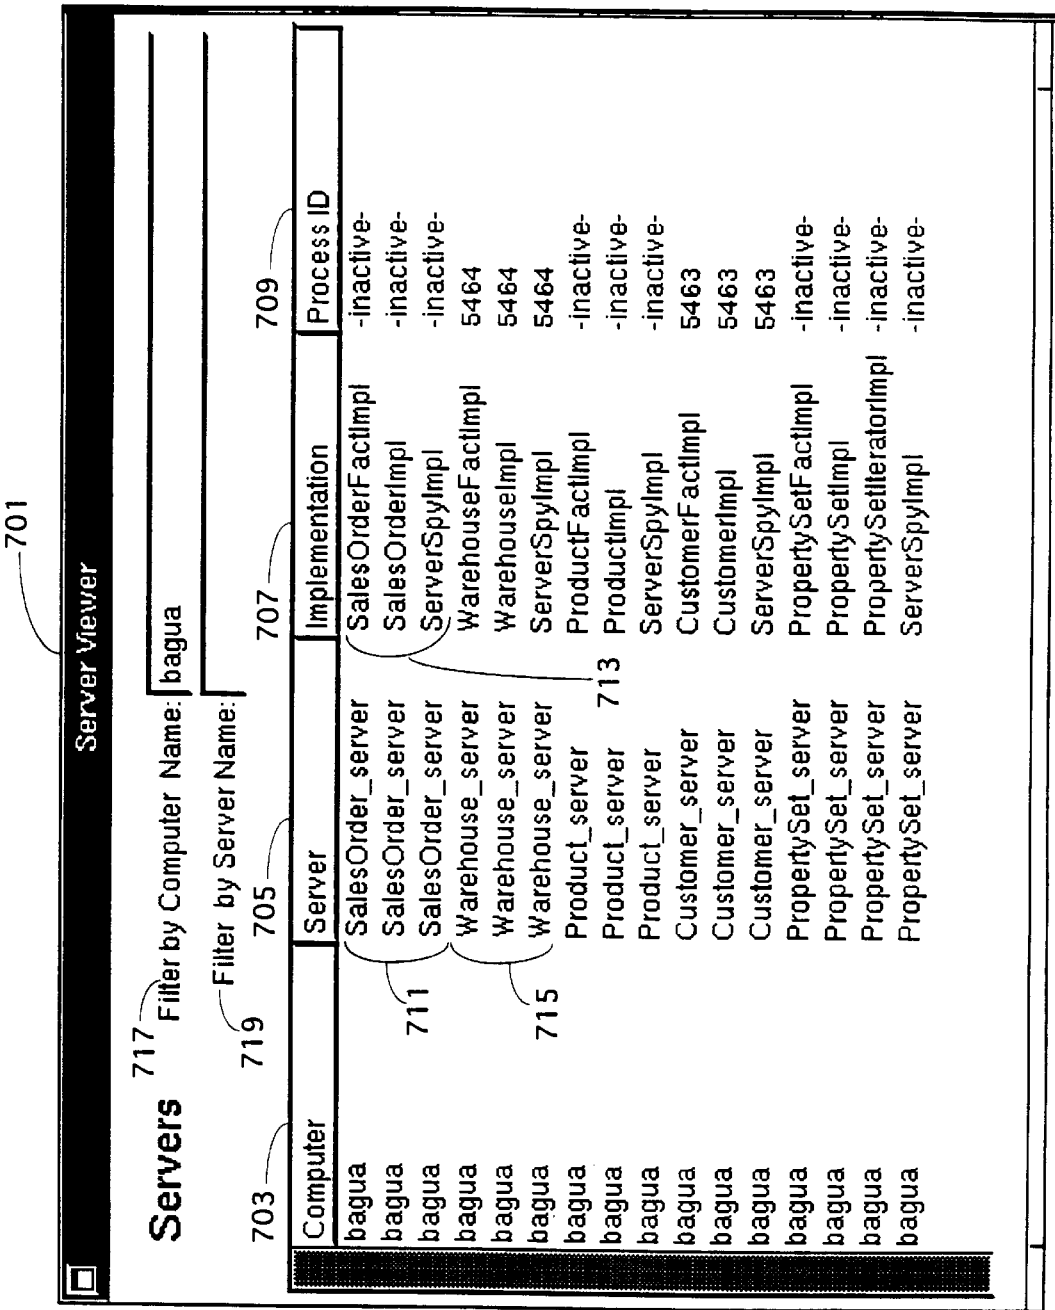 701
Server Viewer
Servers 717 Filter by Computer Name: bagua
719 Filter by Server Name:
703 705 707 709
Computer Server Implementation Process ID
bagua SalesOrder_server SalesOrderFactImpl -inactive-
bagua SalesOrder_server SalesOrderImpl -inactive-
bagua SalesOrder_server ServerSpyImpl -inactive-
bagua Warehouse_server WarehouseFactImpl 5464
bagua Warehouse_server WarehouseImpl 5464
bagua Warehouse_server ServerSpyImpl 5464
bagua Product_server ProductFactImpl -inactive-
bagua Product_server ProductImpl -inactive-
bagua Product_server ServerSpyImpl -inactive-
bagua Customer_server CustomerFactImpl 5463
bagua Customer_server CustomerImpl 5463
bagua Customer_server ServerSpyImpl 5463
bagua PropertySet_server PropertySetFactImpl -inactive-
bagua PropertySet_server PropertySetImpl -inactive-
bagua PropertySet_server PropertySetIteratorImpl -inactive-
bagua PropertySet_server ServerSpyImpl -inactive-
711
713
715